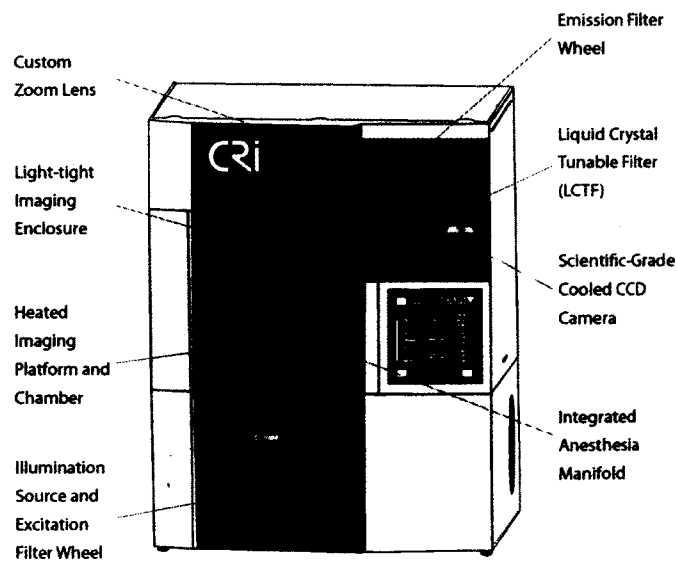 Custom
Zoom Lens
Light-tight
Imaging
Enclosure
Heated
Imaging
Platform and
Chamber
Illumination
Source and
Excitation
Filter Wheel
CRi
Emission Filter
Wheel
Liquid Crystal
Tunable Filter
(LCTF)
Scientific-Grade
Cooled CCD
Camera
Integrated
Anesthesia
Manifold